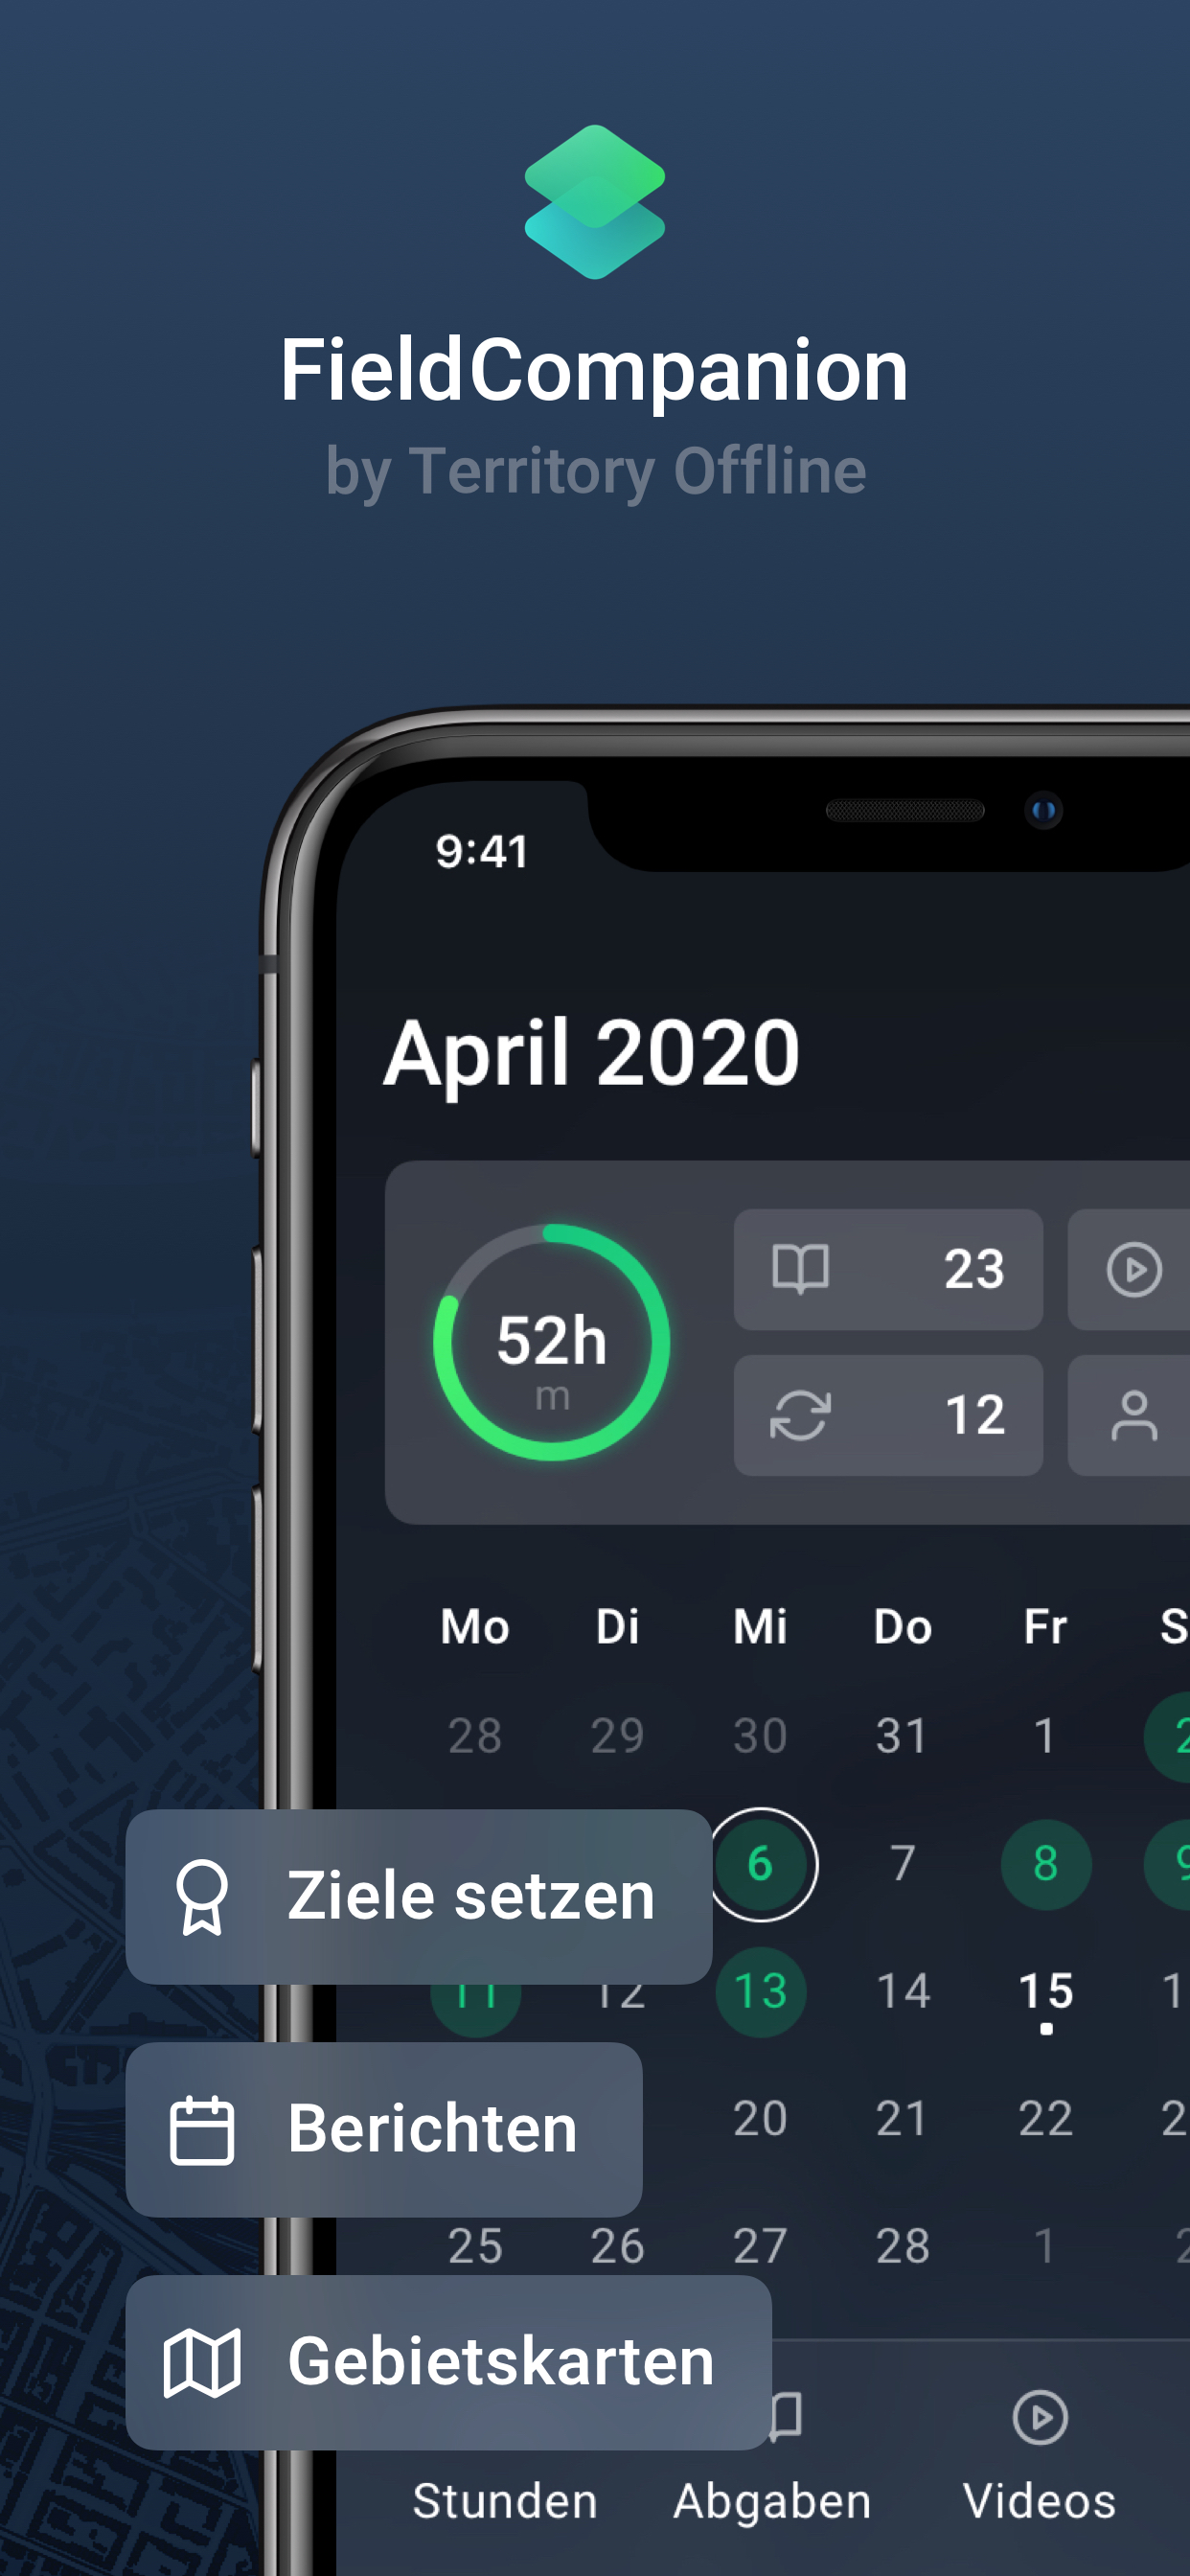 FieldCompanion
by Territory Offline
9:41
April 2020
52h
m
23
12
Mo Di Mi Do Fr
28 29 30 31 1
Ziele setzen
6 7 8
11 12 13 14 15
Berichten
20 21 22
25 26 27 28 1
Gebietskarten
Stunden Abgaben Videos